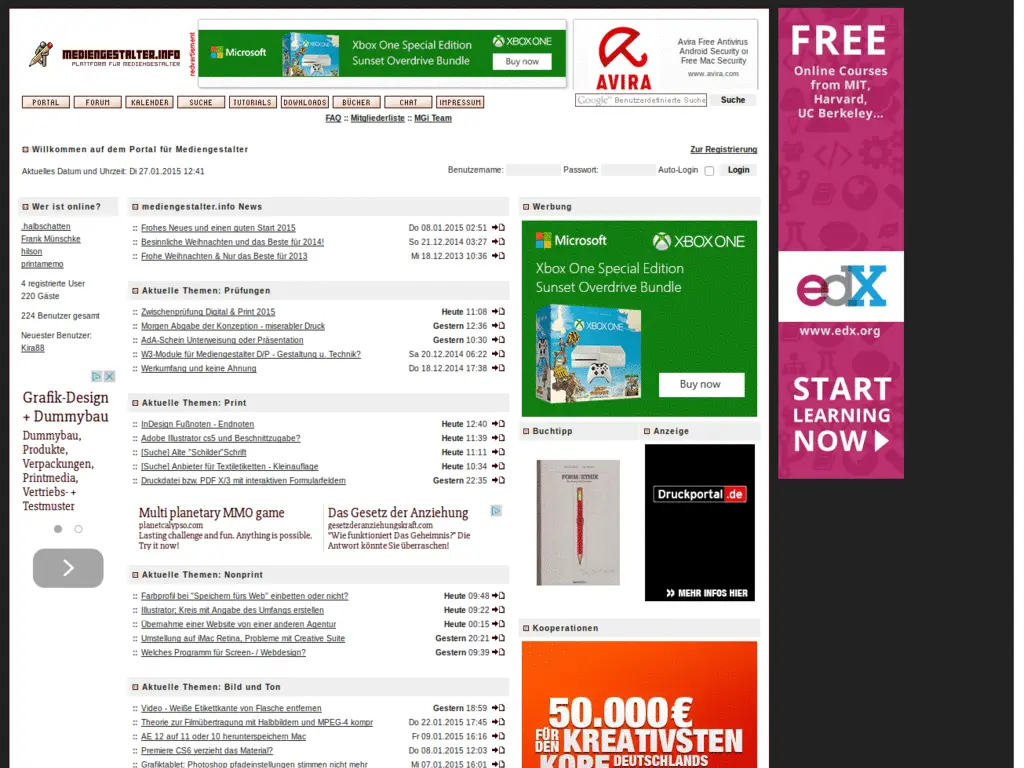 MEDIENGESTALTER.INFO
PLATTFORM FÜR MEDIENGESTALTER
Microsoft
Xbox One Special Edition
Sunset Overdrive Bundle
XBOX ONE
Buy now
AVIRA
Avira Free Antivirus
Android Security or
Free Mac Security
www.avira.com
PORTAL
FORUM
KALENDER
SUCHE
TUTORIALS
DOWNLOADS
BÜCHER
CHAT
IMPRESSUM
Google Benutzerdefinierte Suche
Suche
FAQ :: Mitgliederliste :: MGi Team
Willkommen auf dem Portal für Mediengestalter
Zur Registrierung
Aktuelles Datum und Uhrzeit: Di 27.01.2015 12:41
Benutzername: Passwort: Auto-Login Login
Wer ist online?
.halbschatten
Frank Münschke
hilson
printamemo
4 registrierte User
220 Gäste
224 Benutzer gesamt
Neuester Benutzer:
Kira88
Grafik-Design
+ Dummybau
Dummybau,
Produkte,
Verpackungen,
Printmedia,
Vertriebs- +
Testmuster
mediengestalter.info News
:: Frohes Neues und einen guten Start 2015 Do 08.01.2015 02:51
:: Besinnliche Weihnachten und das Beste für 2014! So 21.12.2014 03:27
:: Frohe Weihnachten & Nur das Beste für 2013 Mi 18.12.2013 10:36
Aktuelle Themen: Prüfungen
:: Zwischenprüfung Digital & Print 2015 Heute 11:08
:: Morgen Abgabe der Konzeption - miserabler Druck Gestern 12:36
:: AdA-Schein Unterweisung oder Präsentation Gestern 10:30
:: W3-Module für Mediengestalter D/P - Gestaltung u. Technik? Sa 20.12.2014 06:22
:: Werkumfang und keine Ahnung Do 18.12.2014 17:38
Aktuelle Themen: Print
:: InDesign Fußnoten - Endnoten Heute 12:40
:: Adobe Illustrator cs5 und Beschnittzugabe? Heute 11:39
:: [Suche] Alte "Schilder"Schrift Heute 11:11
:: [Suche] Anbieter für Textiletiketten - Kleinauflage Heute 10:34
:: Druckdatei bzw. PDF X/3 mit interaktiven Formularfeldern Gestern 22:35
Multi planetary MMO game
planetcalypso.com
Lasting challenge and fun. Anything is possible.
Try it now!
Das Gesetz der Anziehung
gesetzderanziehungskraft.com
"Wie funktioniert Das Geheimnis?" Die
Antwort könnte Sie überraschen!
Aktuelle Themen: Nonprint
:: Farbprofil bei "Speichern fürs Web" einbetten oder nicht? Heute 09:48
:: Illustrator: Kreis mit Angabe des Umfangs erstellen Heute 09:22
:: Übernahme einer Website von einer anderen Agentur Heute 00:15
:: Umstellung auf iMac Retina, Probleme mit Creative Suite Gestern 20:21
:: Welches Programm für Screen- / Webdesign? Gestern 09:39
Aktuelle Themen: Bild und Ton
:: Video - Weiße Etikettkante von Flasche entfernen Gestern 18:59
:: Theorie zur Filmübertragung mit Halbbildern und MPEG-4 kompr Do 22.01.2015 17:45
:: AE 12 auf 11 oder 10 herunterspeichern Mac Fr 09.01.2015 16:16
:: Premiere CS6 verzieht das Material? Do 08.01.2015 12:03
:: Grafiktablet: Photoshop pfadeinstellungen stimmen nicht mehr Mi 07.01.2015 16:01
Werbung
Microsoft
XBOX ONE
Xbox One Special Edition
Sunset Overdrive Bundle
XBOX ONE
Buy now
Buchtipp
FORM/ETHIK
Anzeige
Druckportal.de
MEHR INFOS HIER
Kooperationen
50.000 €
FÜR
DEN KREATIVSTEN
KOPF DEUTSCHLANDS
FREE
Online Courses
from MIT,
Harvard,
UC Berkeley...
edX
www.edx.org
START
LEARNING
NOW